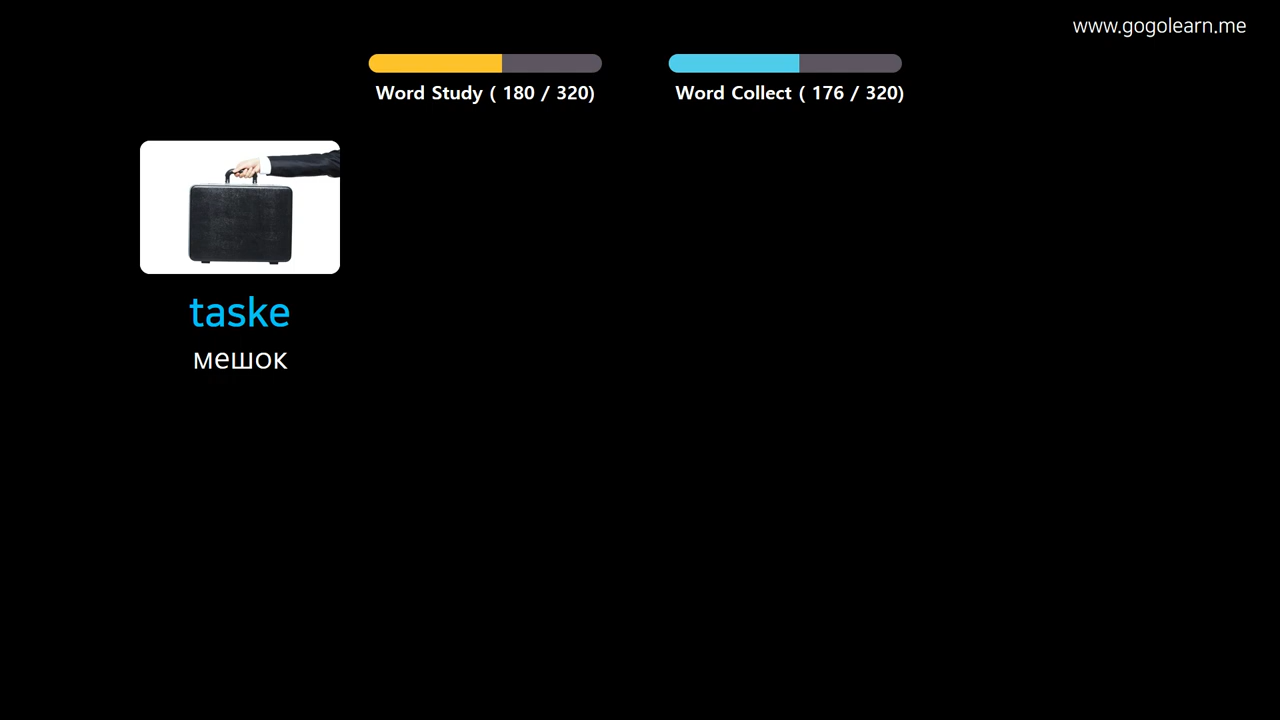 www.gogolearn.me
Word Study ( 180 / 320)
Word Collect ( 176 / 320)
taske
мешок